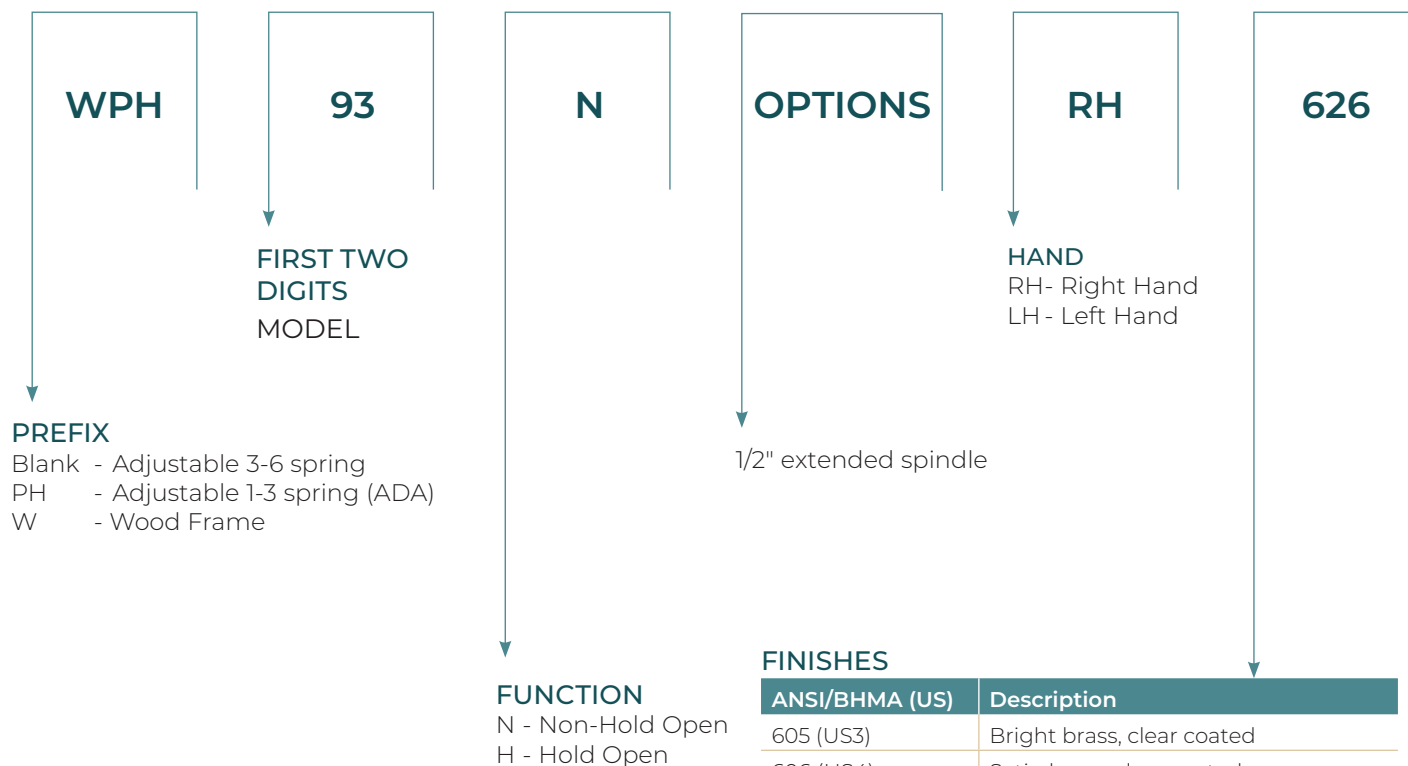 WPH 93 N OPTIONS RH 626
FIRST TWO
DIGITS
MODEL
HAND
RH- Right Hand
LH - Left Hand
PREFIX
Blank - Adjustable 3-6 spring
PH - Adjustable 1-3 spring (ADA)
W - Wood Frame
1/2" extended spindle
FUNCTION
N - Non-Hold Open
H - Hold Open
FINISHES
ANSI/BHMA (US) Description
605 (US3) Bright brass, clear coated